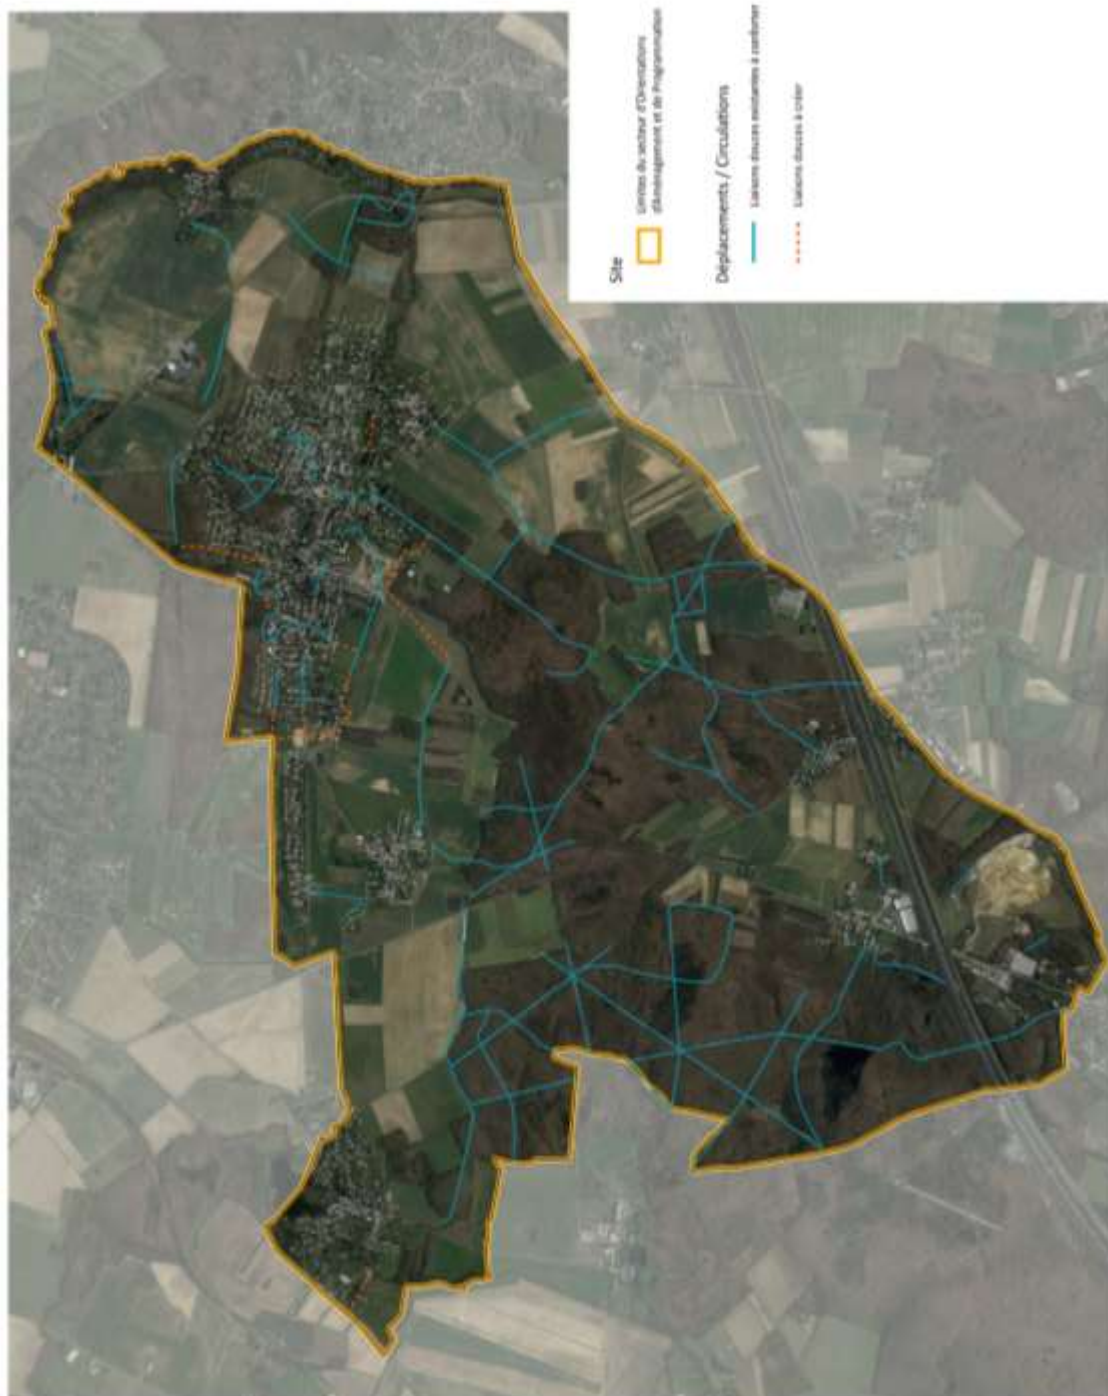 Site
Limites du secteur d'Orientations
d'Aménagement et de Programmation
Déplacements / Circulations
Liaisons douces existantes à conforter
Liaisons douces à créer